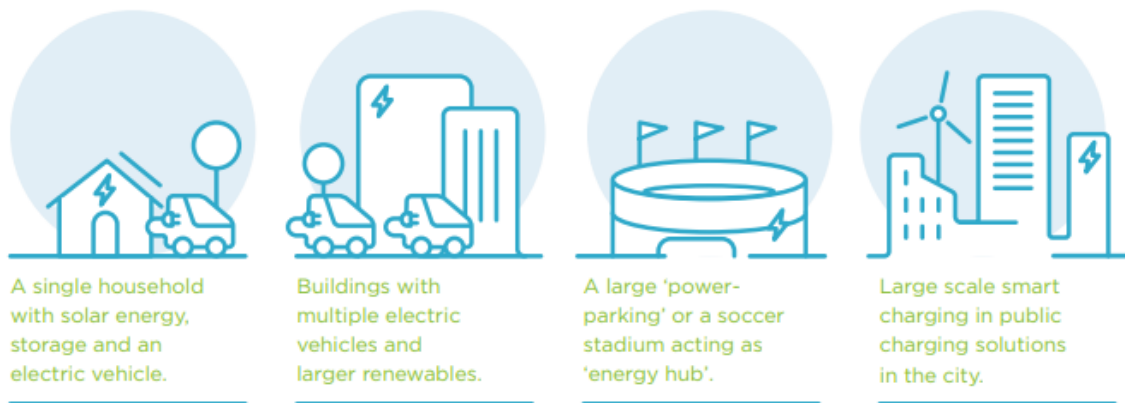 A single household
with solar energy,
storage and an
electric vehicle.
Buildings with
multiple electric
vehicles and
larger renewables.
A large ‘power-
parking’ or a soccer
stadium acting as
‘energy hub’.
Large scale smart
charging in public
charging solutions
in the city.